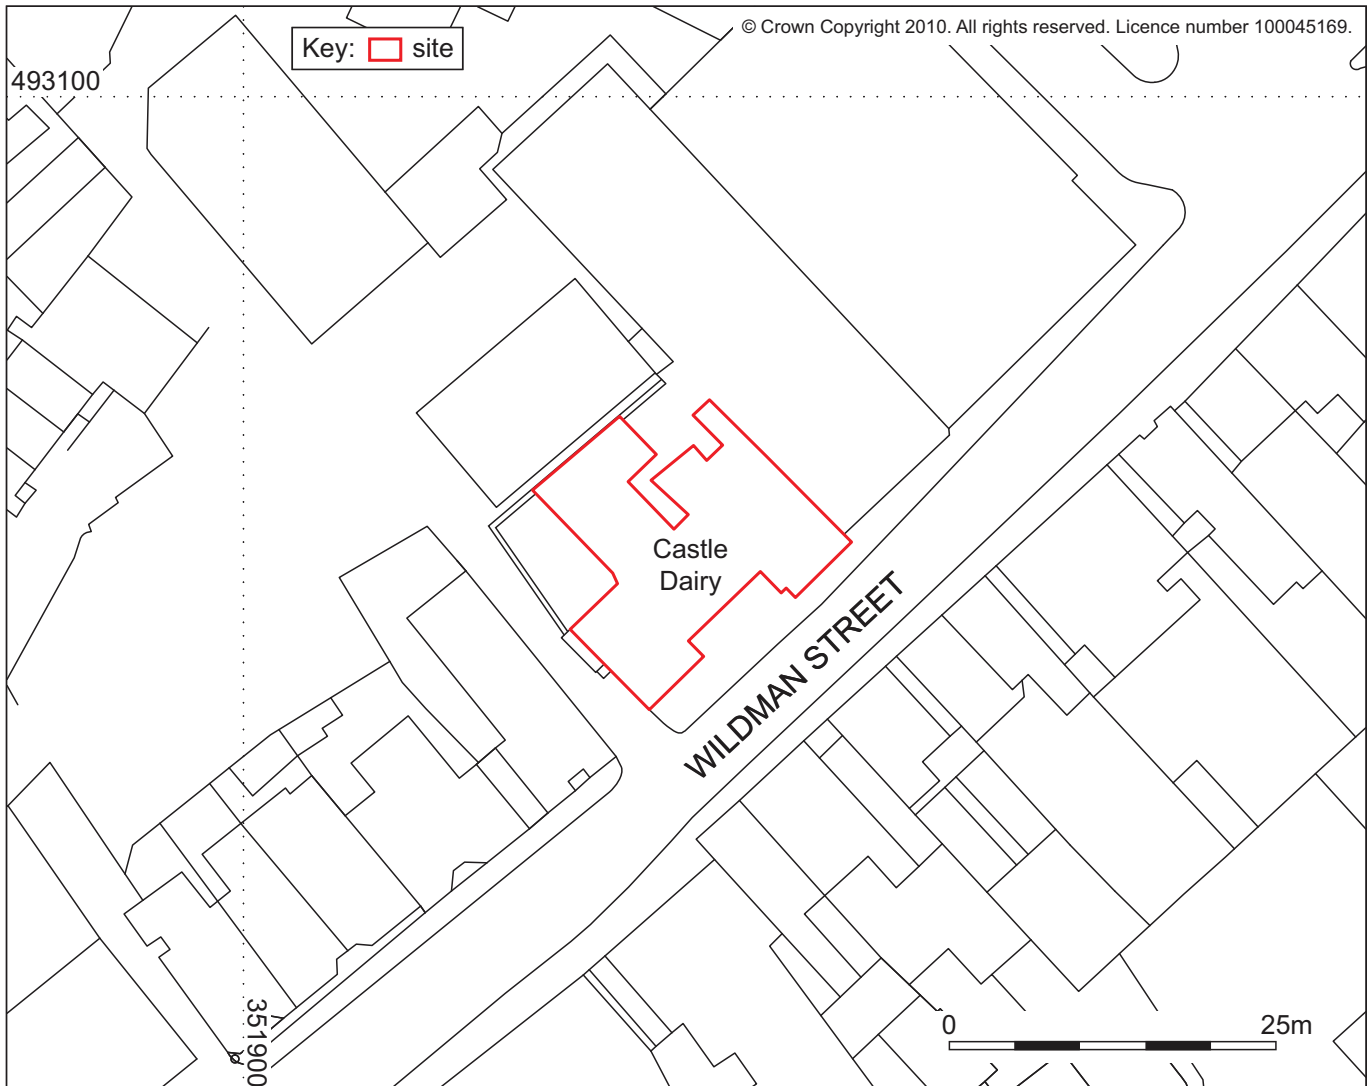 © Crown Copyright 2010. All rights reserved. Licence number 100045169.
Key: site
493100
Castle
Dairy
WILDMAN STREET
351900
0 25m